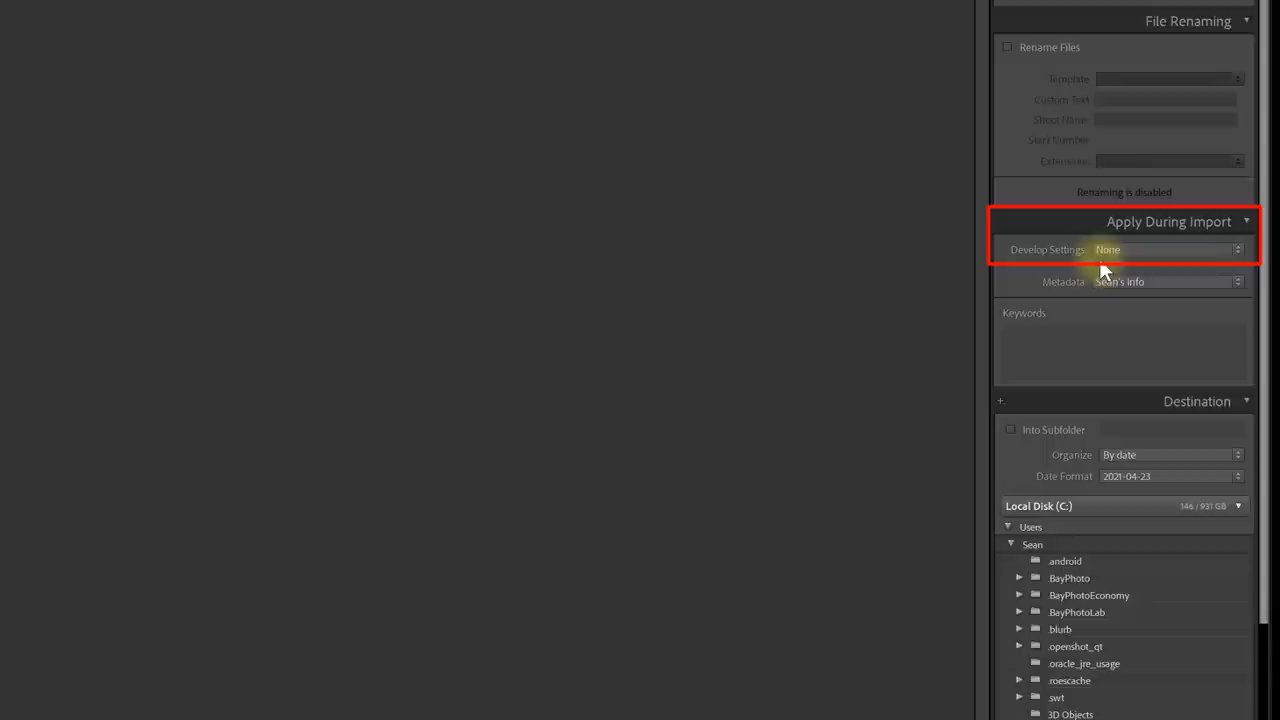 File Renaming
Rename Files
Template
Custom Text
Shoot Name
Start Number
Extensions
Renaming is disabled
Apply During Import
Develop Settings None
Metadata Sean's Info
Keywords
+ Destination
Into Subfolder
Organize By date
Date Format 2021-04-23
Local Disk (C:) 146 / 931 GB
Users
Sean
.android
.BayPhoto
.BayPhotoEconomy
.BayPhotoLab
.blurb
.openshot_qt
.oracle_jre_usage
.roescache
.swt
3D Objects